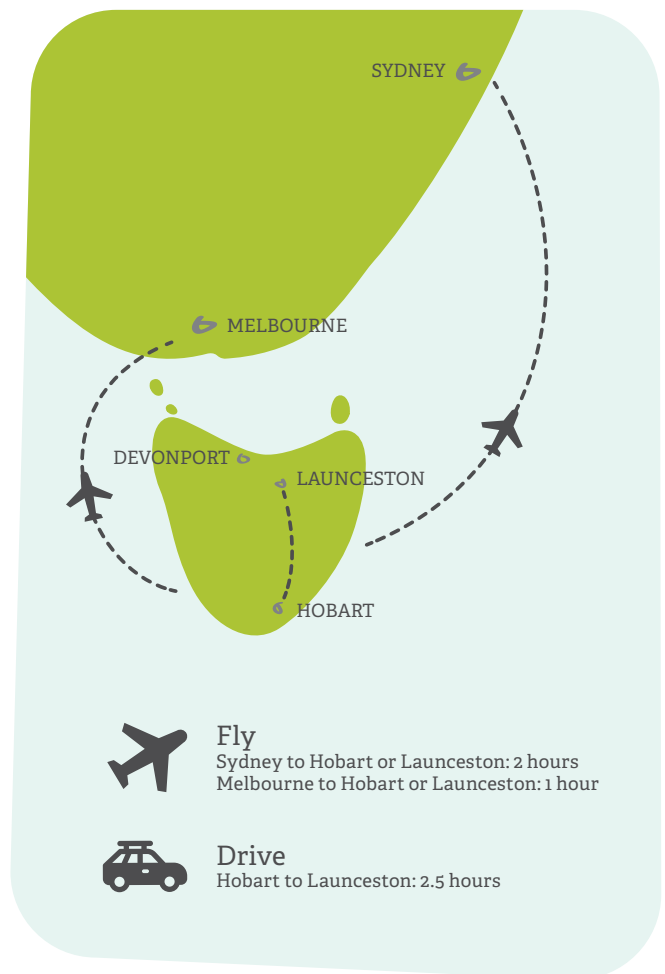 SYDNEY
MELBOURNE
DEVONPORT
LAUNCESTON
HOBART
Fly
Sydney to Hobart or Launceston: 2 hours
Melbourne to Hobart or Launceston: 1 hour
Drive
Hobart to Launceston: 2.5 hours